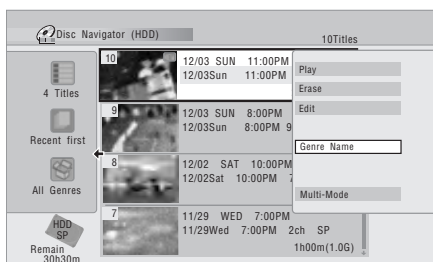 Disc Navigator (HDD)
10Titles
4 Titles
Recent first
All Genres
HDD
SP
Remain
30h30m
10
12/03 SUN 11:00PM
12/03Sun 11:00PM
9
12/03 SUN 8:00PM
12/03Sun 8:00PM 9
8
12/02 SAT 10:00PM
12/02Sat 10:00PM 7
7
11/29 WED 7:00PM
11/29Wed 7:00PM 2ch SP
1h00m(1.0G)
Play
Erase
Edit
Genre Name
Multi-Mode